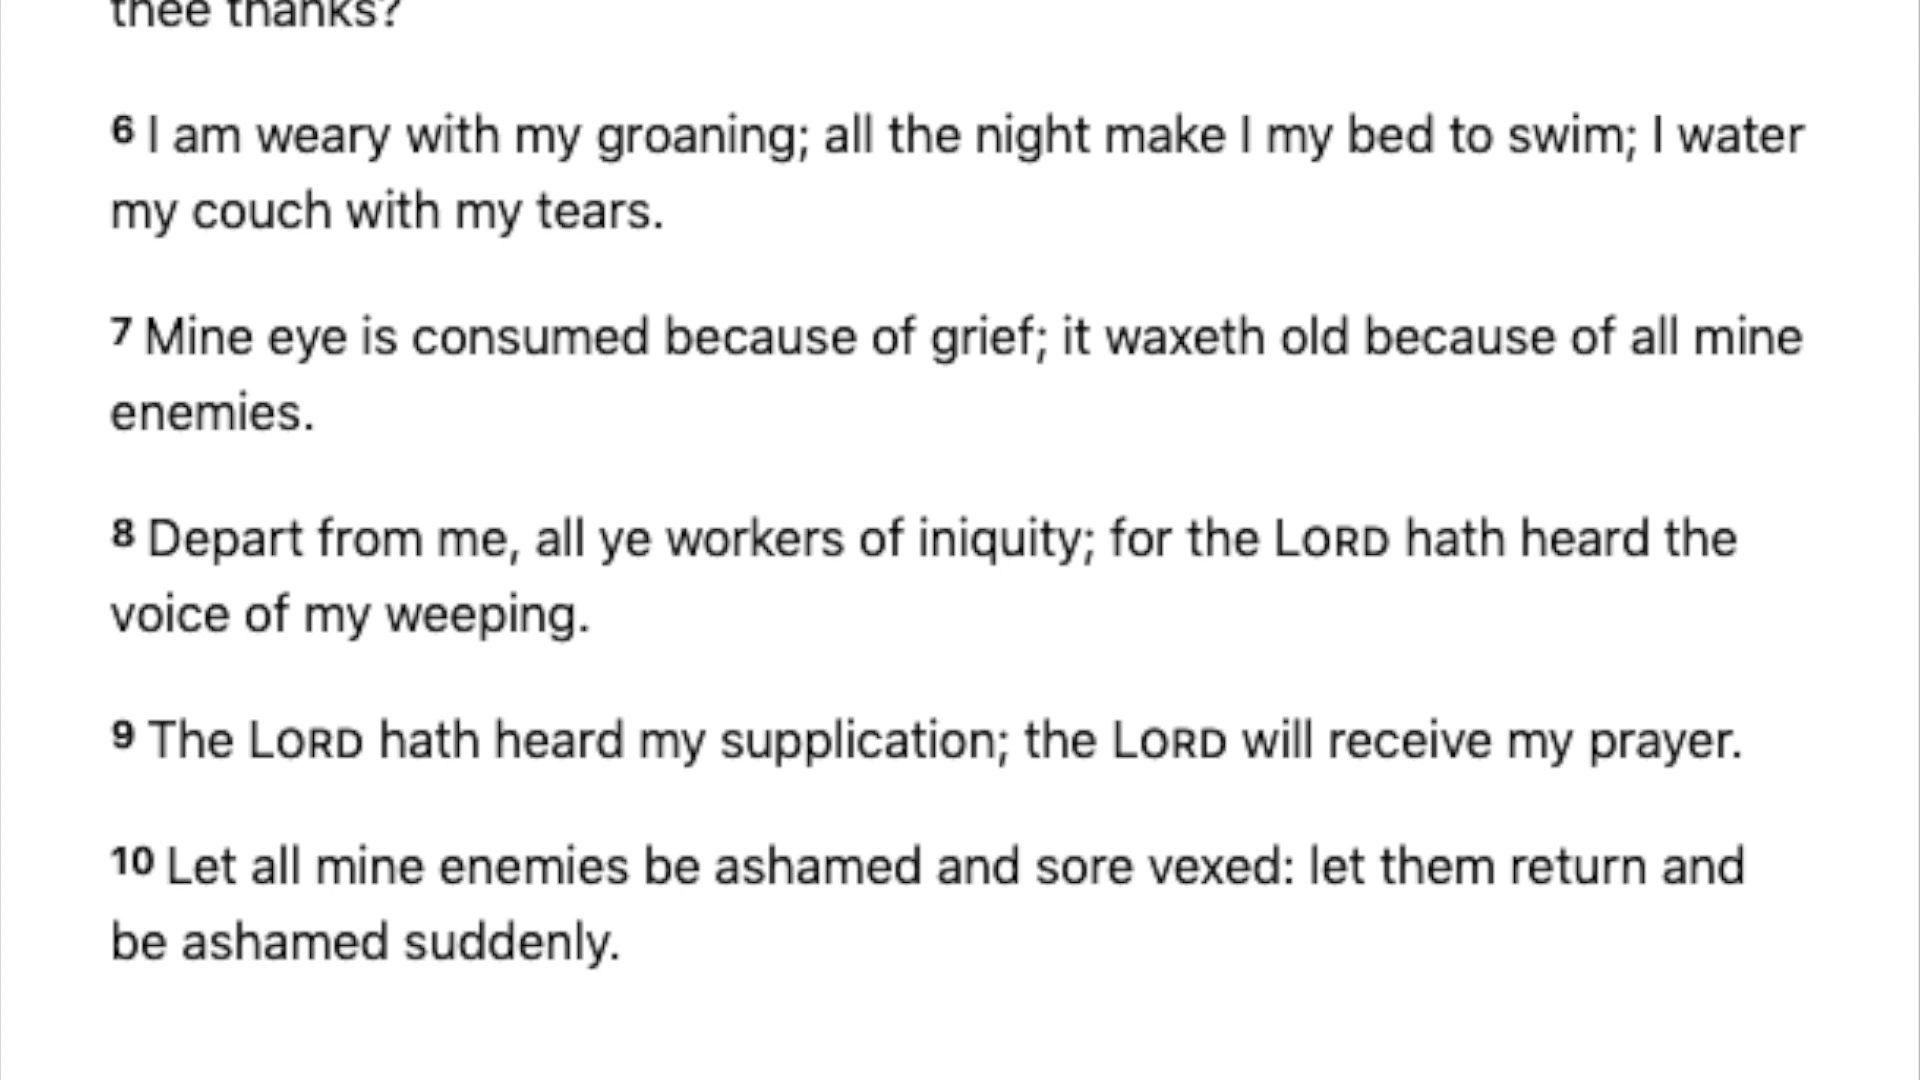 thee thanks?
6 I am weary with my groaning; all the night make I my bed to swim; I water
my couch with my tears.
7 Mine eye is consumed because of grief; it waxeth old because of all mine
enemies.
8 Depart from me, all ye workers of iniquity; for the LORD hath heard the
voice of my weeping.
9 The LORD hath heard my supplication; the LORD will receive my prayer.
10 Let all mine enemies be ashamed and sore vexed: let them return and
be ashamed suddenly.